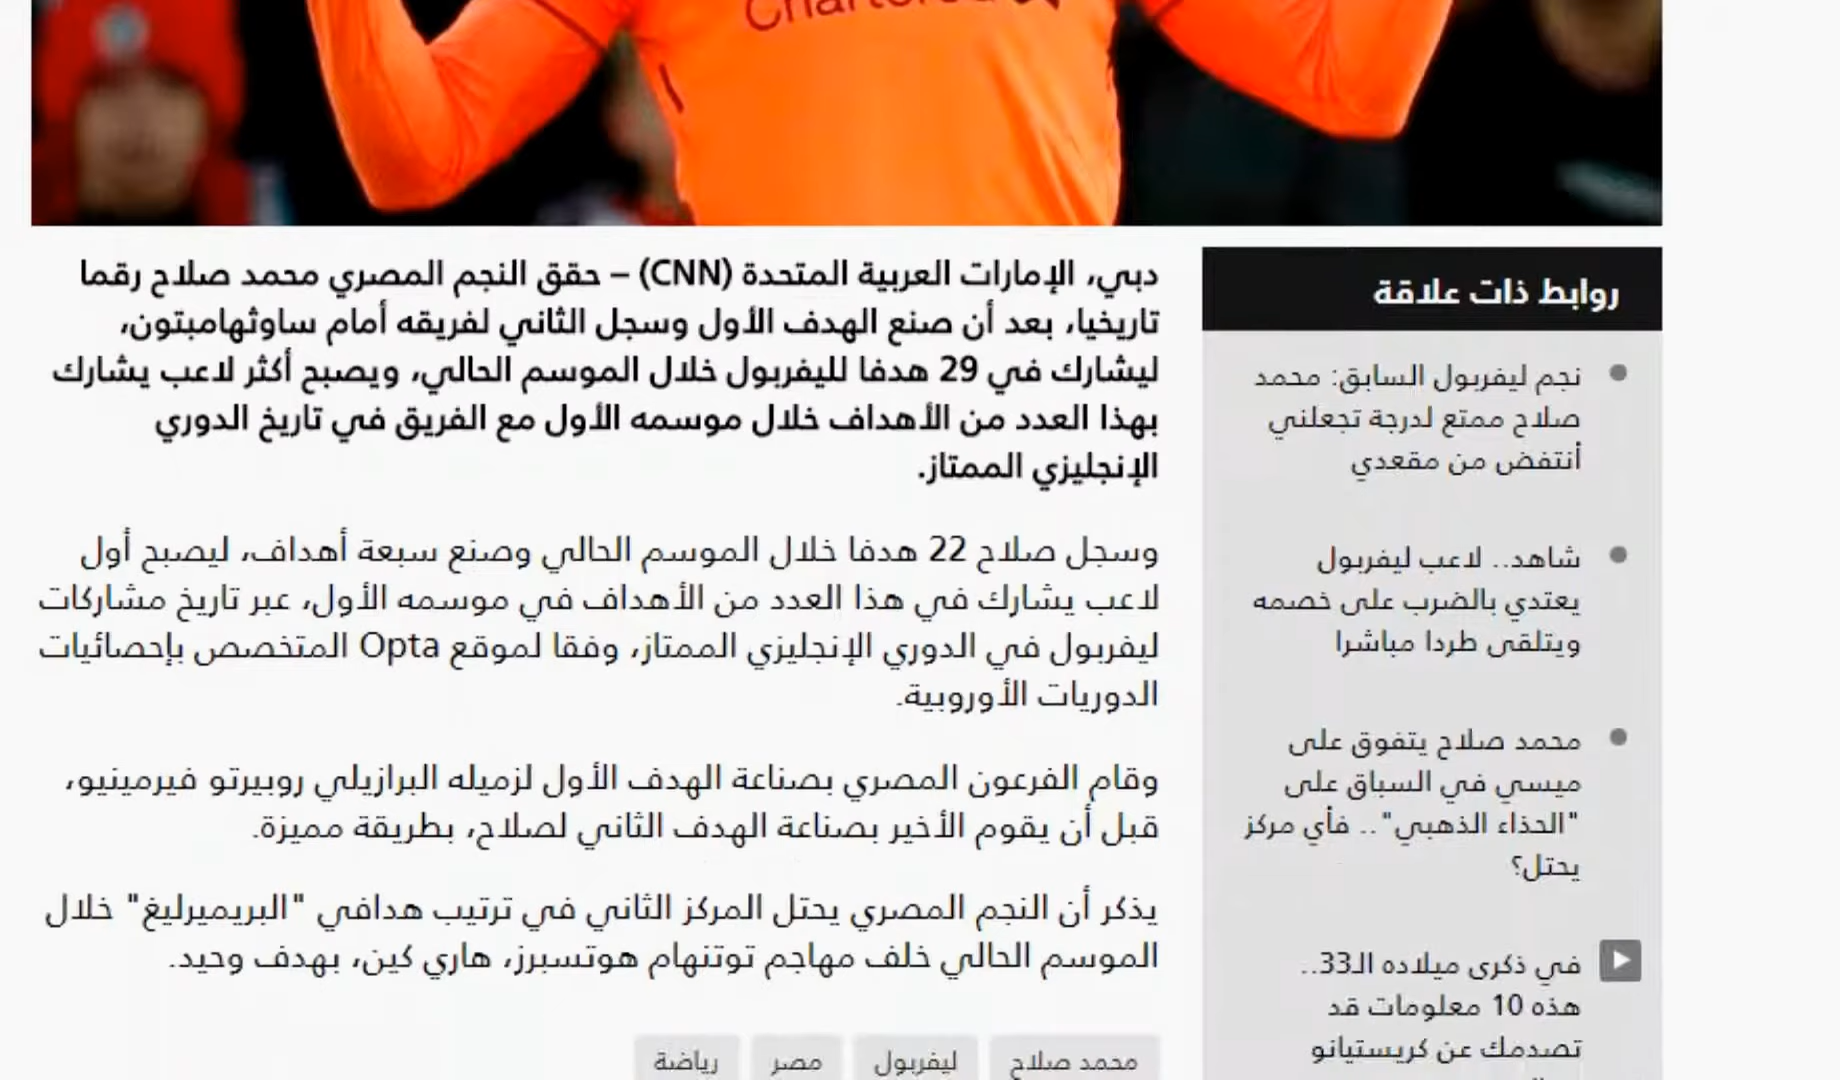 دبي، الإمارات العربية المتحدة (CNN) – حقق النجم المصري محمد صلاح رقما
تاريخيا، بعد أن صنع الهدف الأول وسجل الثاني لفريقه أمام ساوثهامبتون،
ليشارك في 29 هدفا لليفربول خلال الموسم الحالي، ويصبح أكثر لاعب يشارك
بهذا العدد من الأهداف خلال موسمه الأول مع الفريق في تاريخ الدوري
الإنجليزي الممتاز.
وسجل صلاح 22 هدفا خلال الموسم الحالي وصنع سبعة أهداف، ليصبح أول
لاعب يشارك في هذا العدد من الأهداف في موسمه الأول، عبر تاريخ مشاركات
ليفربول في الدوري الإنجليزي الممتاز، وفقا لموقع Opta المتخصص بإحصائيات
الدوريات الأوروبية.
وقام الفرعون المصري بصناعة الهدف الأول لزميله البرازيلي روبيرتو فيرمينيو،
قبل أن يقوم الأخير بصناعة الهدف الثاني لصلاح، بطريقة مميزة.
يذكر أن النجم المصري يحتل المركز الثاني في ترتيب هدافي "البريميرليغ" خلال
الموسم الحالي خلف مهاجم توتنهام هوتسبرز، هاري كين، بهدف وحيد.
محمد صلاح
ليفربول
مصر
رياضة
روابط ذات علاقة
نجم ليفربول السابق: محمد
صلاح ممتع لدرجة تجعلني
أنتفض من مقعدي
شاهد.. لاعب ليفربول
يعتدي بالضرب على خصمه
ويتلقى طردا مباشرا
محمد صلاح يتفوق على
ميسي في السباق على
"الحذاء الذهبي".. فأي مركز
يحتل؟
في ذكرى ميلاده الـ33..
هذه 10 معلومات قد
تصدمك عن كريستيانو